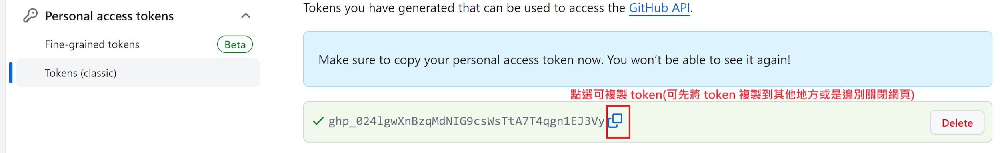 Personal access tokens
Fine-grained tokens Beta
Tokens (classic)
Tokens you have generated that can be used to access the GitHub API.
Make sure to copy your personal access token now. You won't be able to see it again!
點選可複製 token(可先將 token 複製到其他地方或是邊別關閉網頁)
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
Delete